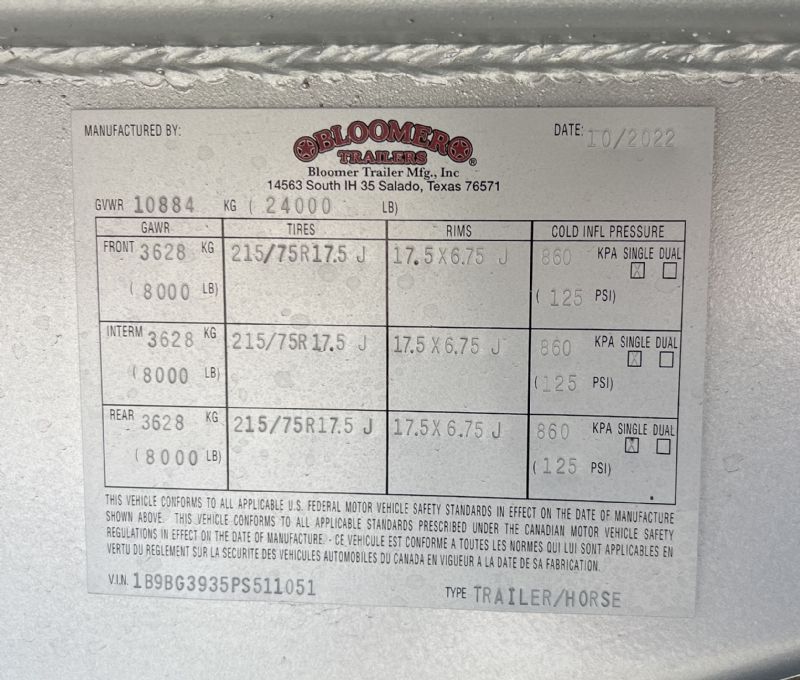 MANUFACTURED BY:
BLOOMER
TRAILERS
®
DATE: 10/2022
Bloomer Trailer Mfg., Inc
14563 South IH 35 Salado, Texas 76571
GVWR 10884 KG ( 24000 LB)
GAWR TIRES RIMS COLD INFL PRESSURE
FRONT 3628 KG 215/75R17.5 J 17.5X6.75 J 860 KPA SINGLE DUAL
X
( 8000 LB) ( 125 PSI)
INTERM 3628 KG 215/75R17.5 J 17.5X6.75 J 860 KPA SINGLE DUAL
X
( 8000 LB) ( 125 PSI)
REAR 3628 KG 215/75R17.5 J 17.5X6.75 J 860 KPA SINGLE DUAL
X
( 8000 LB) ( 125 PSI)
THIS VEHICLE CONFORMS TO ALL APPLICABLE U.S. FEDERAL MOTOR VEHICLE SAFETY STANDARDS IN EFFECT ON THE DATE OF MANUFACTURE
SHOWN ABOVE. THIS VEHICLE CONFORMS TO ALL APPLICABLE STANDARDS PRESCRIBED UNDER THE CANADIAN MOTOR VEHICLE SAFETY
REGULATIONS IN EFFECT ON THE DATE OF MANUFACTURE. - CE VEHICULE EST CONFORME A TOUTES LES NORMES QUI LUI SONT APPLICABLES EN
VERTU DU REGLEMENT SUR LA SECURITE DES VEHICULES AUTOMOBILES DU CANADA EN VIGUEUR A LA DATE DE SA FABRICATION.
V.I.N. 1B9BG3935PS511051 TYPE TRAILER/HORSE